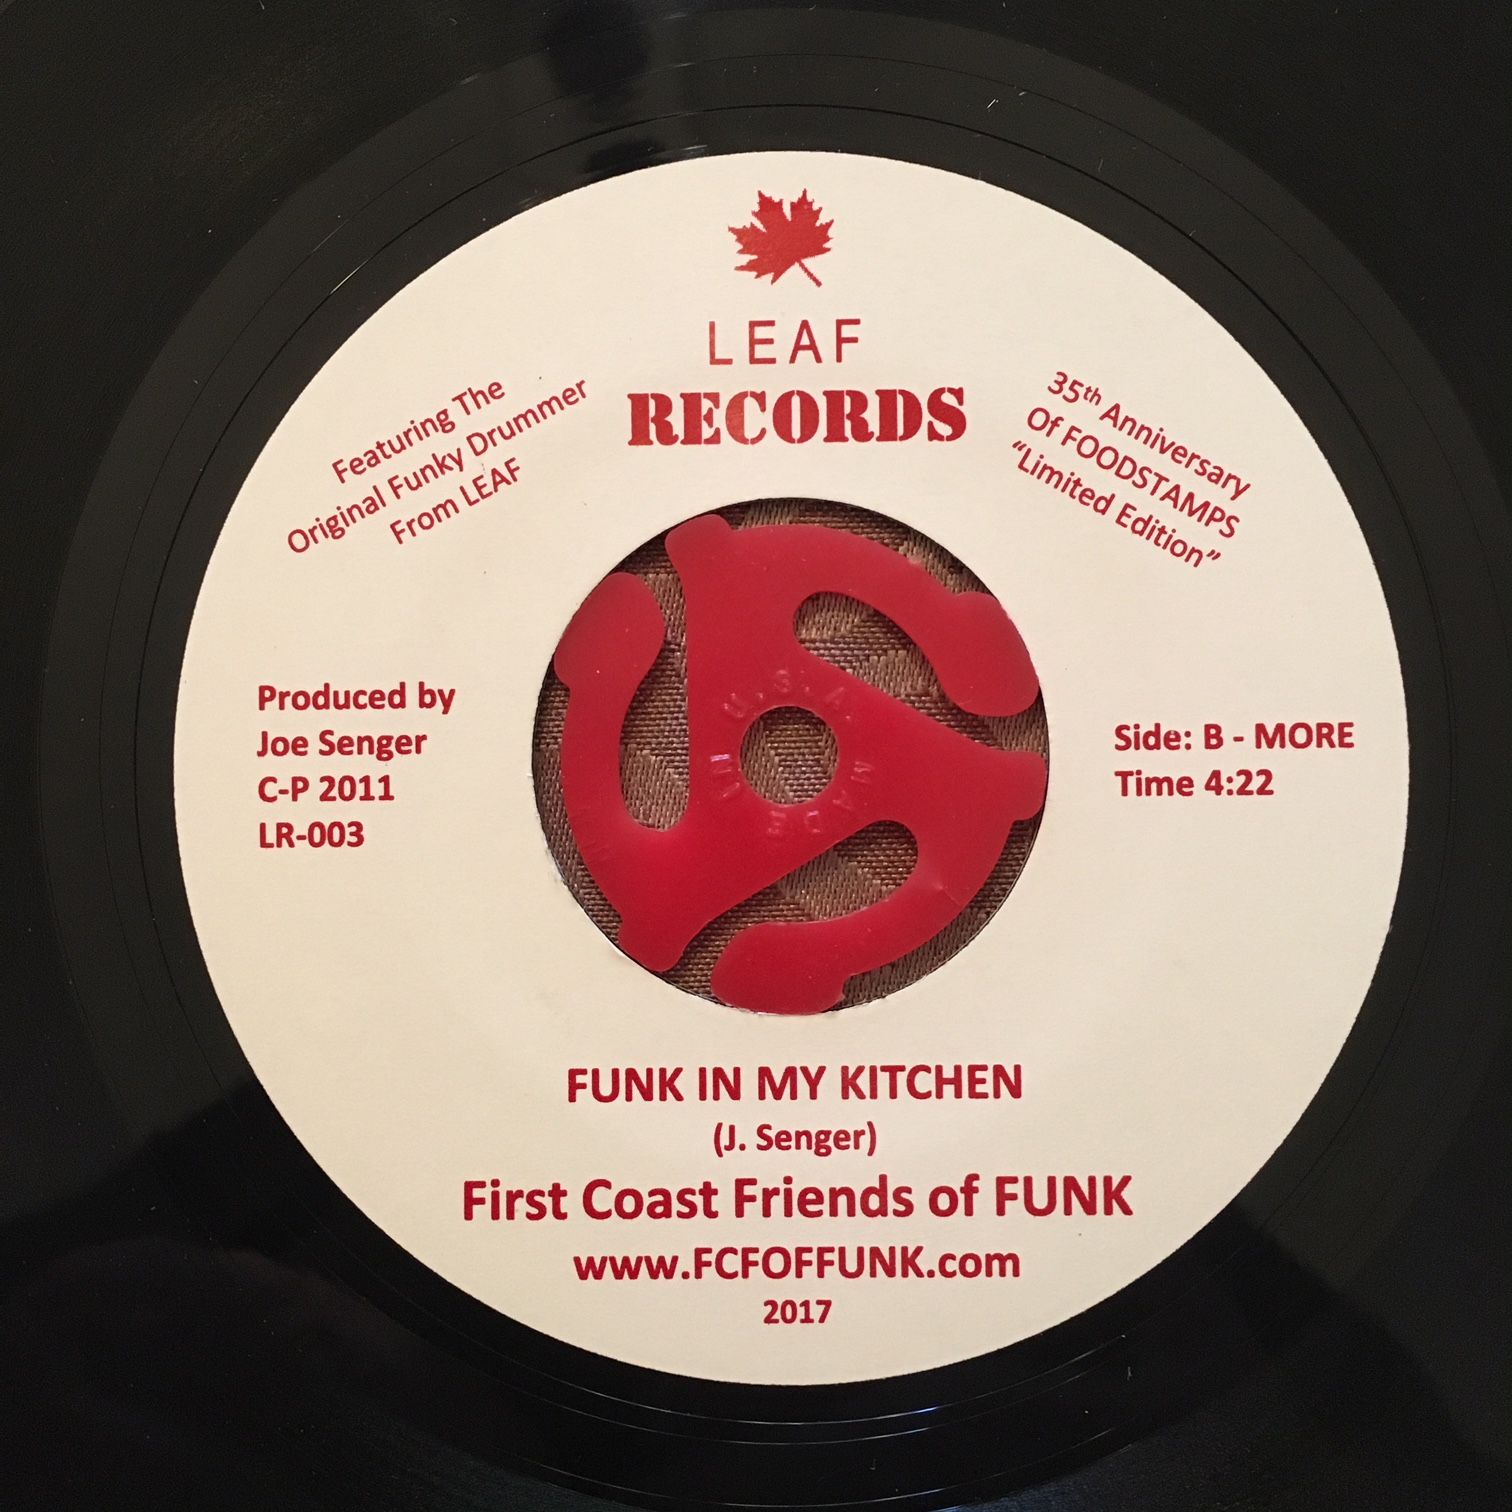 LEAF
RECORDS
Featuring The
Original Funky Drummer
From LEAF
35th Anniversary
Of FOODSTAMPS
"Limited Edition"
Produced by
Joe Senger
C-P 2011
LR-003
Side: B - MORE
Time 4:22
U.S.A.
MADE
IN
FUNK IN MY KITCHEN
(J. Senger)
First Coast Friends of FUNK
www.FCFOFFUNK.com
2017